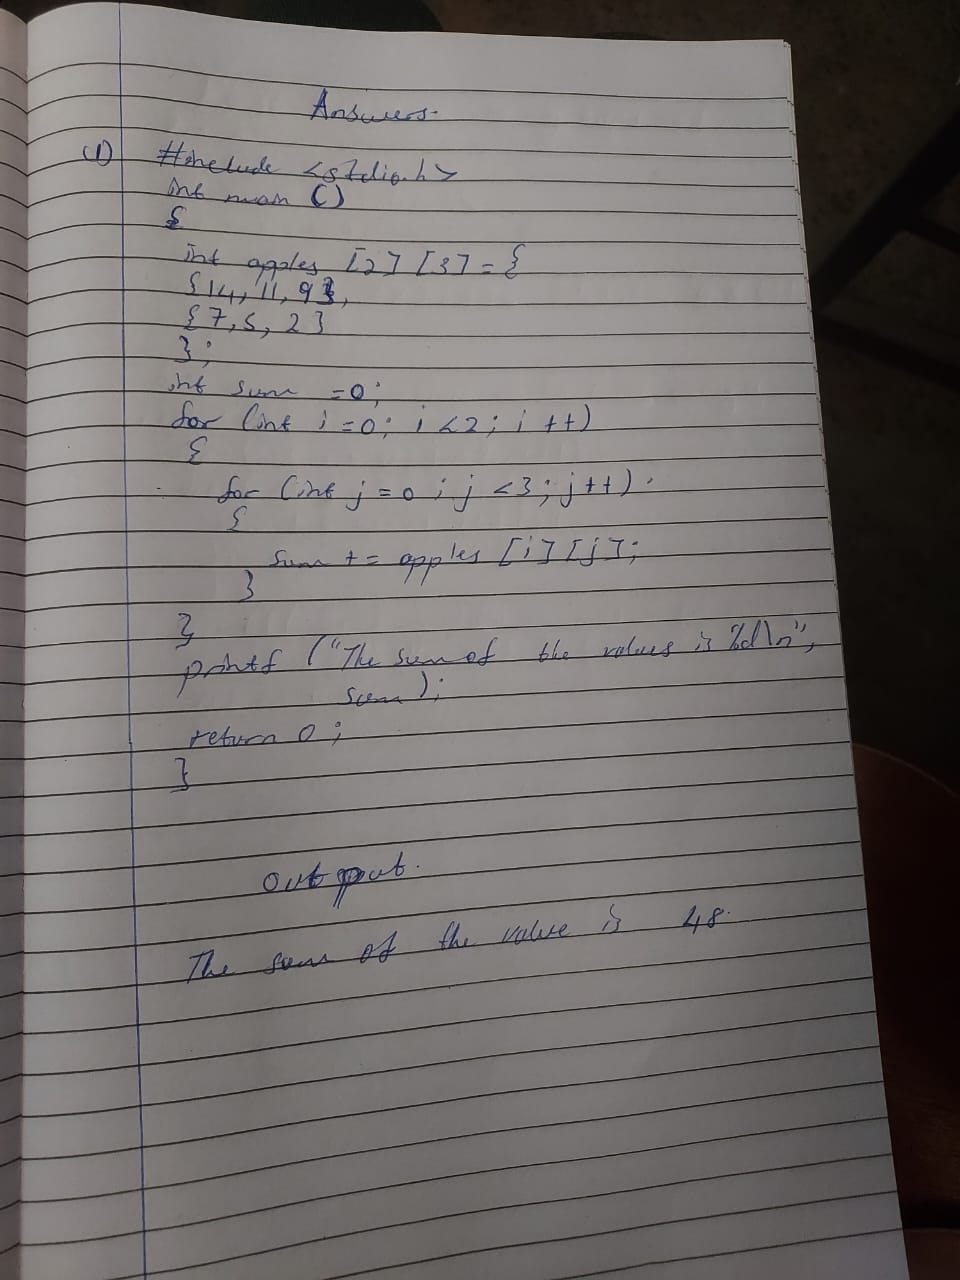 Answers-
(1) #include <stdio.h>
int main ()
{
int apples [2] [3] = {
{14, 11, 9},
{7, 5, 2}
};
int sum = 0;
for (int i = 0; i < 2; i ++)
{
for (int j = 0 ; j < 3; j++).
{
sum += apples [i] [j];
}
}
printf ("The sum of the values is %d\n",
sum );
return 0 ;
}
Output.
The sum of the value is 48.